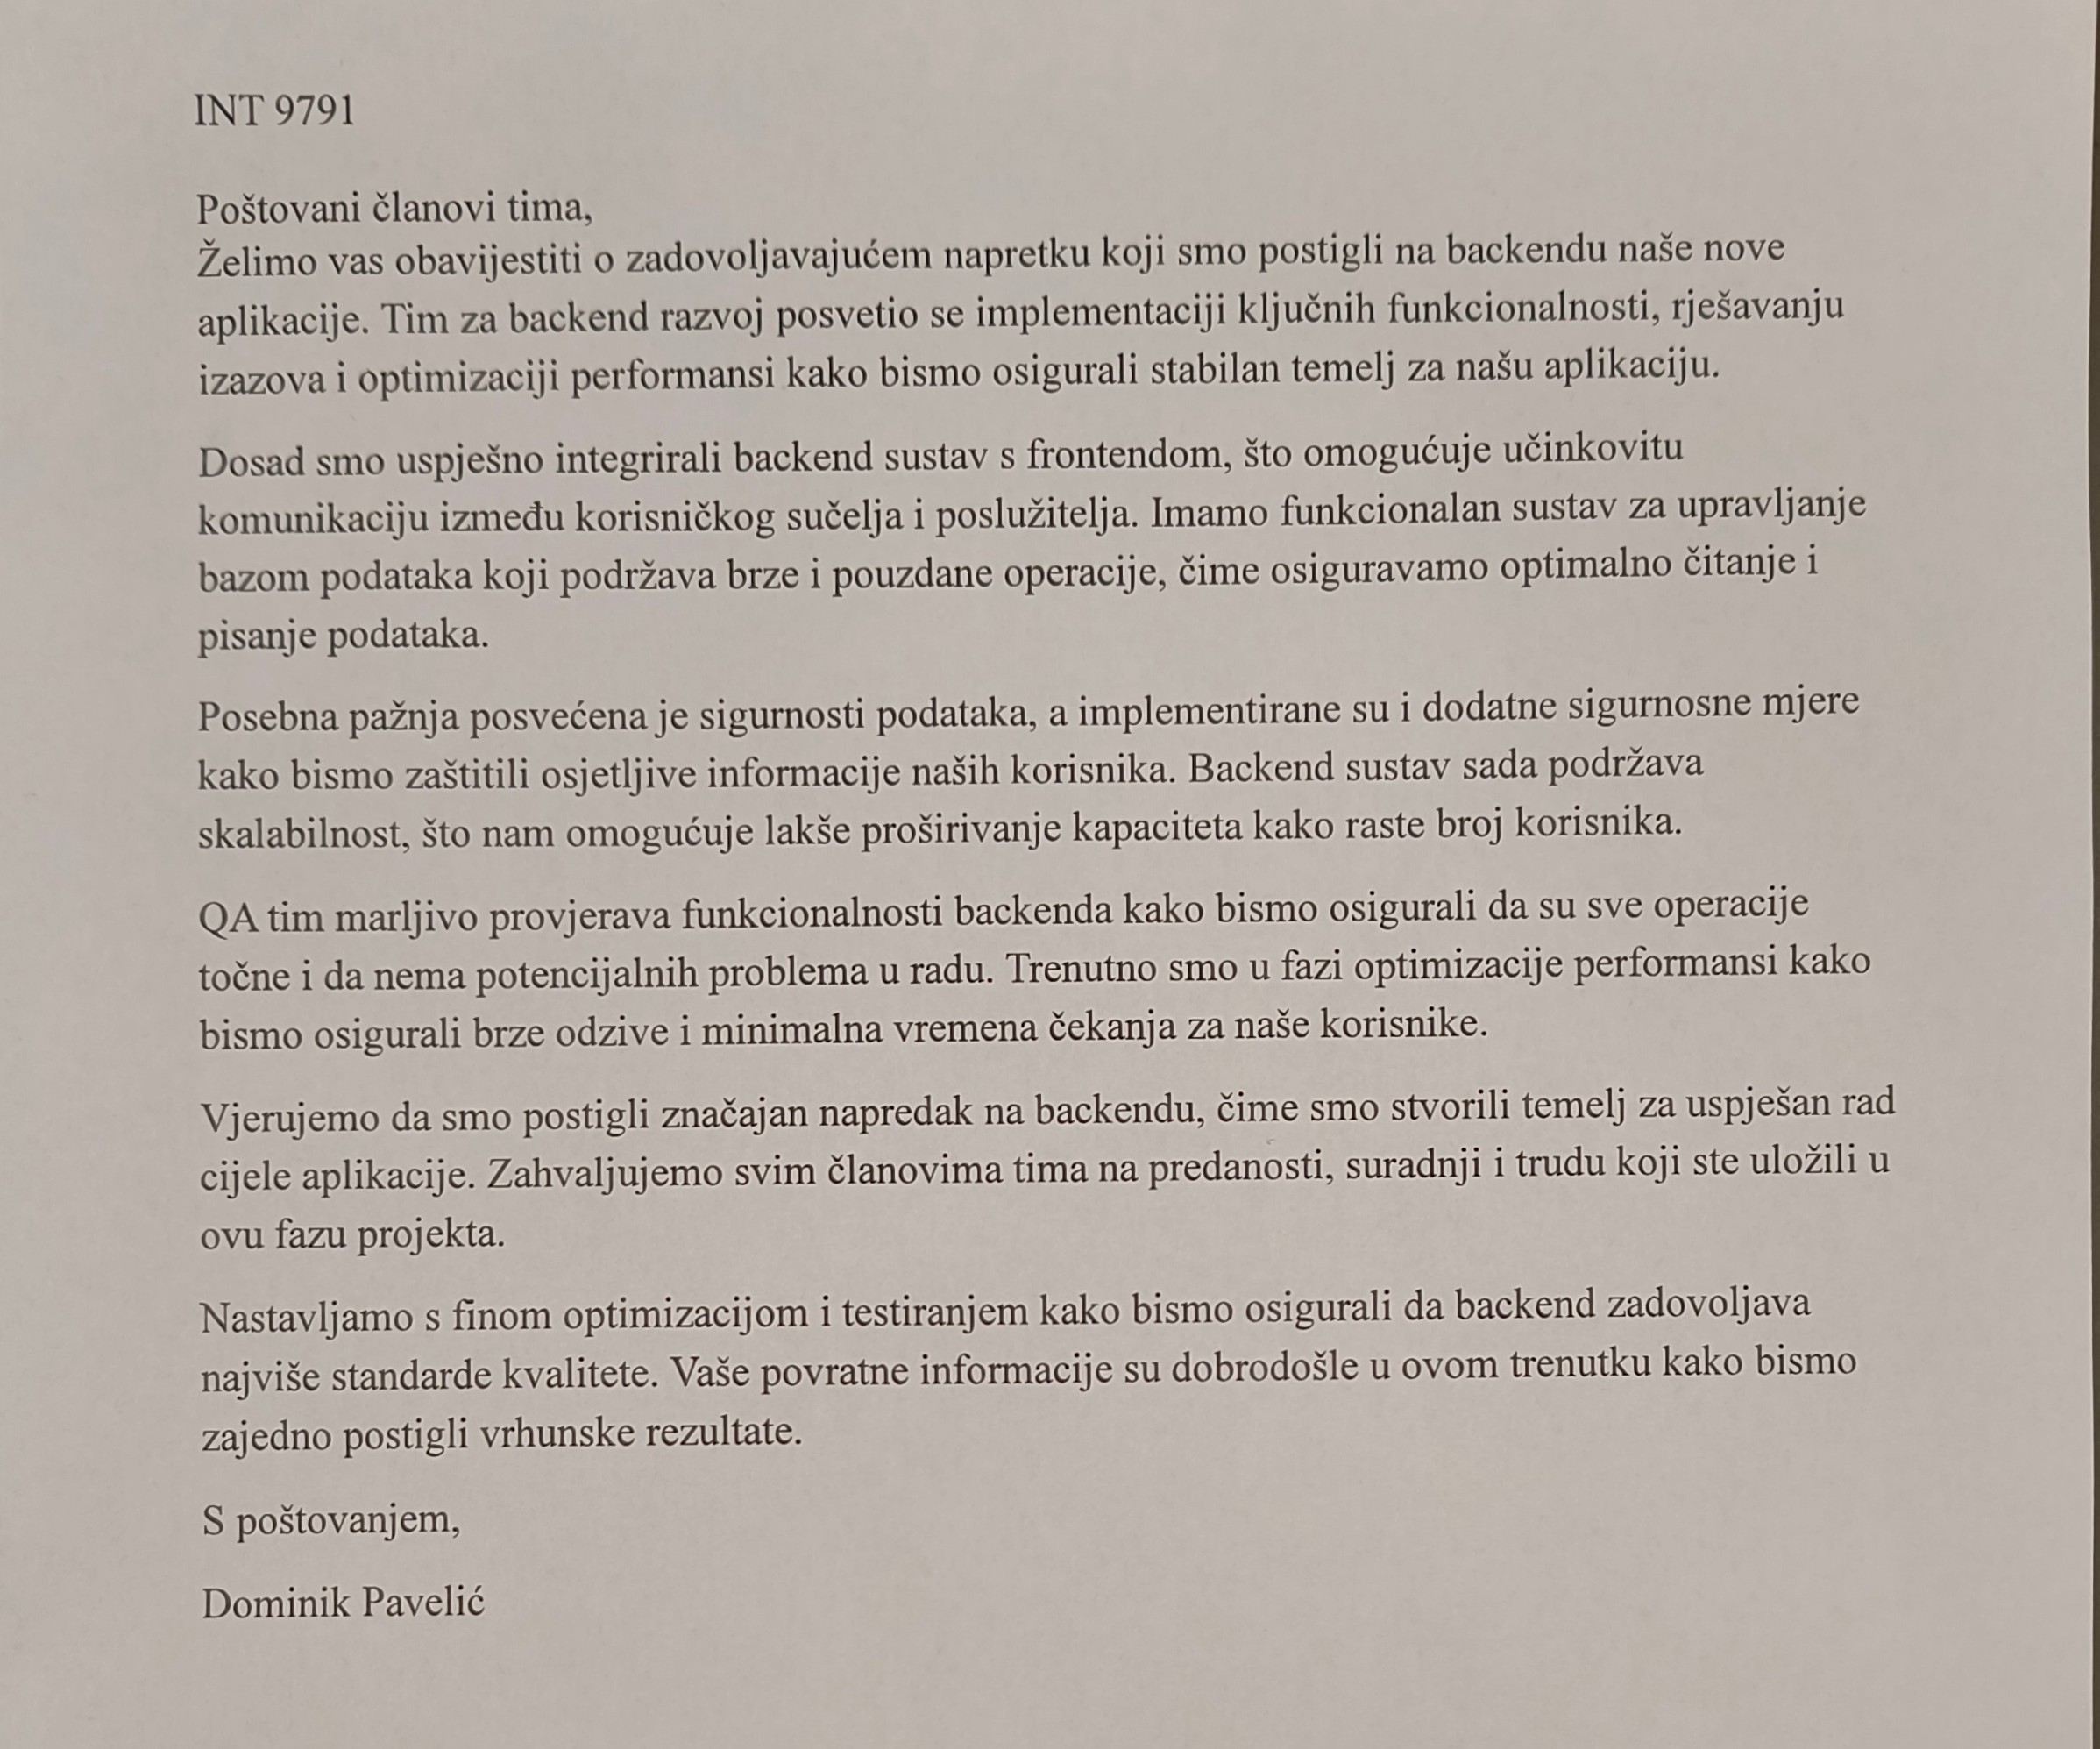 INT 9791
Poštovani članovi tima,
Želimo vas obavijestiti o zadovoljavajućem napretku koji smo postigli na backendu naše nove
aplikacije. Tim za backend razvoj posvetio se implementaciji ključnih funkcionalnosti, rješavanju
izazova i optimizaciji performansi kako bismo osigurali stabilan temelj za našu aplikaciju.
Dosad smo uspješno integrirali backend sustav s frontendom, što omogućuje učinkovitu
komunikaciju između korisničkog sučelja i poslužitelja. Imamo funkcionalan sustav za upravljanje
bazom podataka koji podržava brze i pouzdane operacije, čime osiguravamo optimalno čitanje i
pisanje podataka.
Posebna pažnja posvećena je sigurnosti podataka, a implementirane su i dodatne sigurnosne mjere
kako bismo zaštitili osjetljive informacije naših korisnika. Backend sustav sada podržava
skalabilnost, što nam omogućuje lakše proširivanje kapaciteta kako raste broj korisnika.
QA tim marljivo provjerava funkcionalnosti backenda kako bismo osigurali da su sve operacije
točne i da nema potencijalnih problema u radu. Trenutno smo u fazi optimizacije performansi kako
bismo osigurali brze odzive i minimalna vremena čekanja za naše korisnike.
Vjerujemo da smo postigli značajan napredak na backendu, čime smo stvorili temelj za uspješan rad
cijele aplikacije. Zahvaljujemo svim članovima tima na predanosti, suradnji i trudu koji ste uložili u
ovu fazu projekta.
Nastavljamo s finom optimizacijom i testiranjem kako bismo osigurali da backend zadovoljava
najviše standarde kvalitete. Vaše povratne informacije su dobrodošle u ovom trenutku kako bismo
zajedno postigli vrhunske rezultate.
S poštovanjem,
Dominik Pavelić